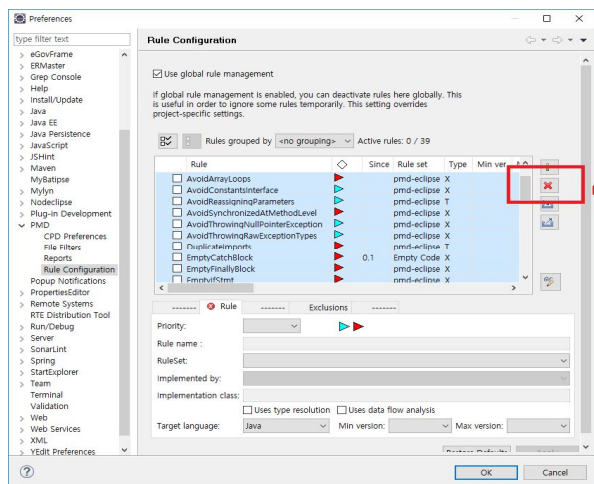 Preferences
type filter text
eGovFrame
ERMaster
Grep Console
Help
Install/Update
Java
Java EE
Java Persistence
JavaScript
JSHint
Maven
MyBatipse
Mylyn
Nodeclipse
Plug-in Development
PMD
CPD Preferences
File Filters
Reports
Rule Configuration
Popup Notifications
PropertiesEditor
Remote Systems
RTE Distribution Tool
Run/Debug
Server
SonarLint
Spring
StartExplorer
Team
Terminal
Validation
Web
Web Services
XML
YEdit Preferences
Rule Configuration
Use global rule management
If global rule management is enabled, you can deactivate rules here globally. This
is useful in order to ignore some rules temporarily. This setting overrides
project-specific settings.
Rules grouped by <no grouping> Active rules: 0 / 39
Rule Since Rule set Type Min ver
AvoidArrayLoops pmd-eclipse X
AvoidConstantsInterface pmd-eclipse X
AvoidReassigningParameters pmd-eclipse T
AvoidSynchronizedAtMethodLevel pmd-eclipse X
AvoidThrowingNullPointerException pmd-eclipse X
AvoidThrowingRawExceptionTypes pmd-eclipse X
DuplicateImports pmd-eclipse T
EmptyCatchBlock 0.1 Empty Code X
EmptyFinallyBlock pmd-eclipse X
EmptyIfStmt pmd-eclipse X
------- Rule ------- Exclusions -------
Priority:
Rule name :
RuleSet:
Implemented by:
Implementation class:
Uses type resolution Uses data flow analysis
Target language: Java Min version: Max version:
Restore Defaults Apply
OK Cancel